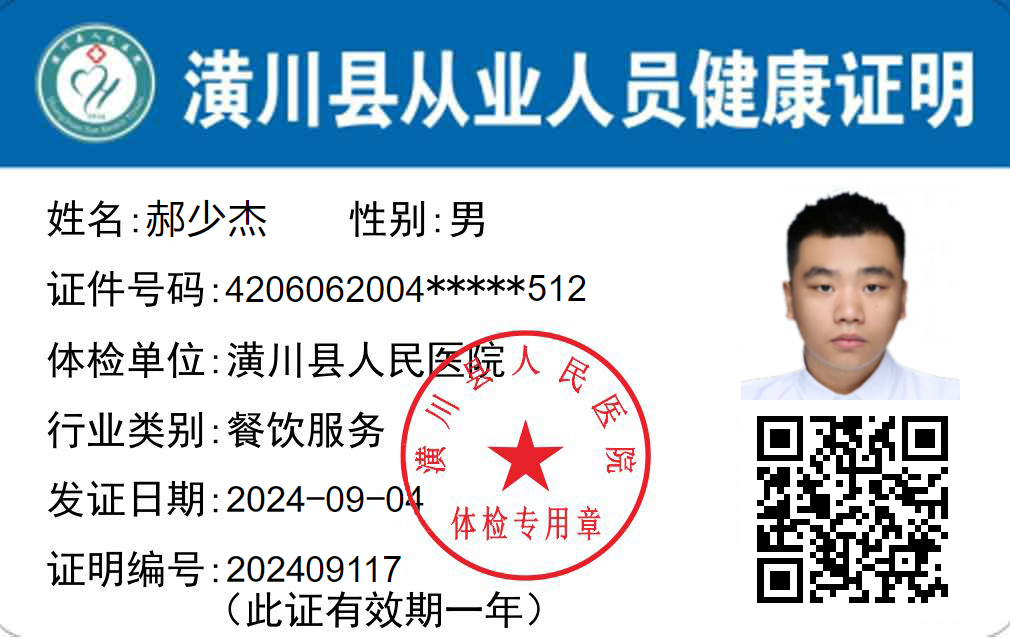 潢川县从业人员健康证明
姓名:郝少杰 性别:男
证件号码:4206062004*****512
体检单位:潢川县人民医院
行业类别:餐饮服务
发证日期:2024-09-04
证明编号:202409117
(此证有效期一年)
潢川县人民医院
体检专用章